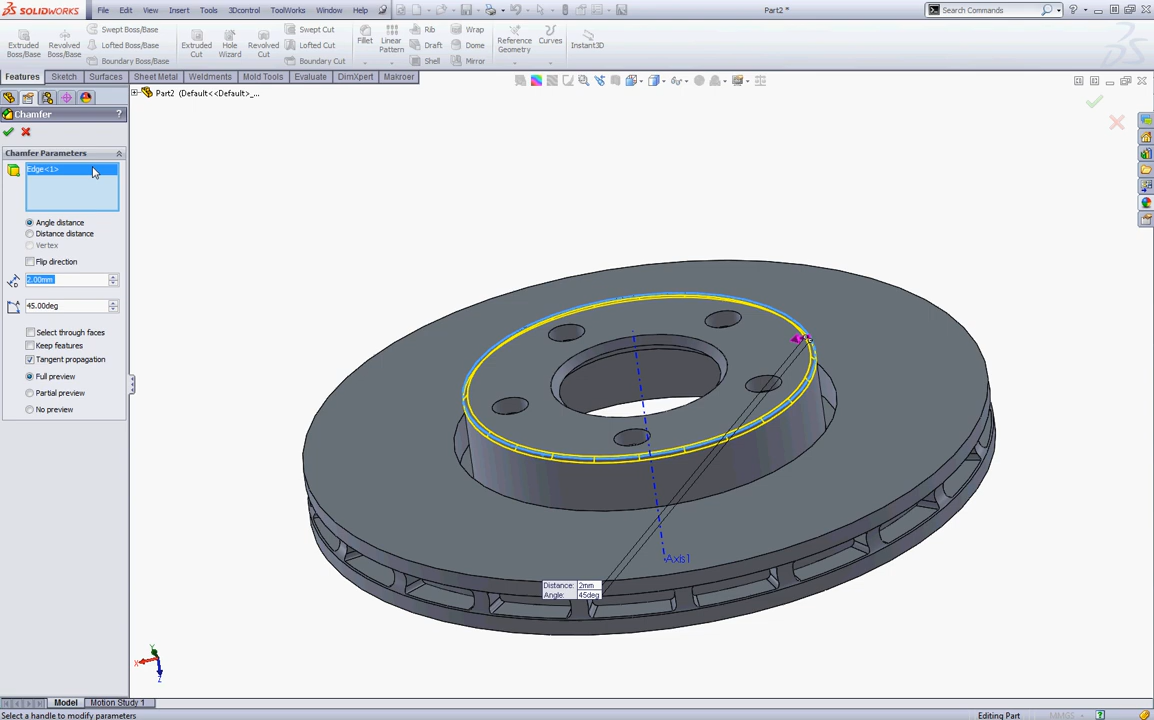 SOLIDWORKS File Edit View Insert Tools 3Dcontrol ToolWorks Window Help Part2 * Search Commands
Extruded Boss/Base
Revolved Boss/Base
Swept Boss/Base
Lofted Boss/Base
Boundary Boss/Base
Extruded Cut
Hole Wizard
Revolved Cut
Swept Cut
Lofted Cut
Boundary Cut
Fillet
Linear Pattern
Rib
Draft
Shell
Wrap
Dome
Mirror
Reference Geometry
Curves
Instant3D
Features Sketch Surfaces Sheet Metal Weldments Mold Tools Evaluate DimXpert Makroer
Part2 (Default<<Default>_...
Chamfer ?
Chamfer Parameters
Edge<1>
Angle distance
Distance distance
Vertex
Flip direction
2.00mm
45.00deg
Select through faces
Keep features
Tangent propagation
Full preview
Partial preview
No preview
Axis1
Distance: 2mm
Angle: 45deg
Y
X
Z
Model Motion Study 1
Select a handle to modify parameters Editing Part MMGS